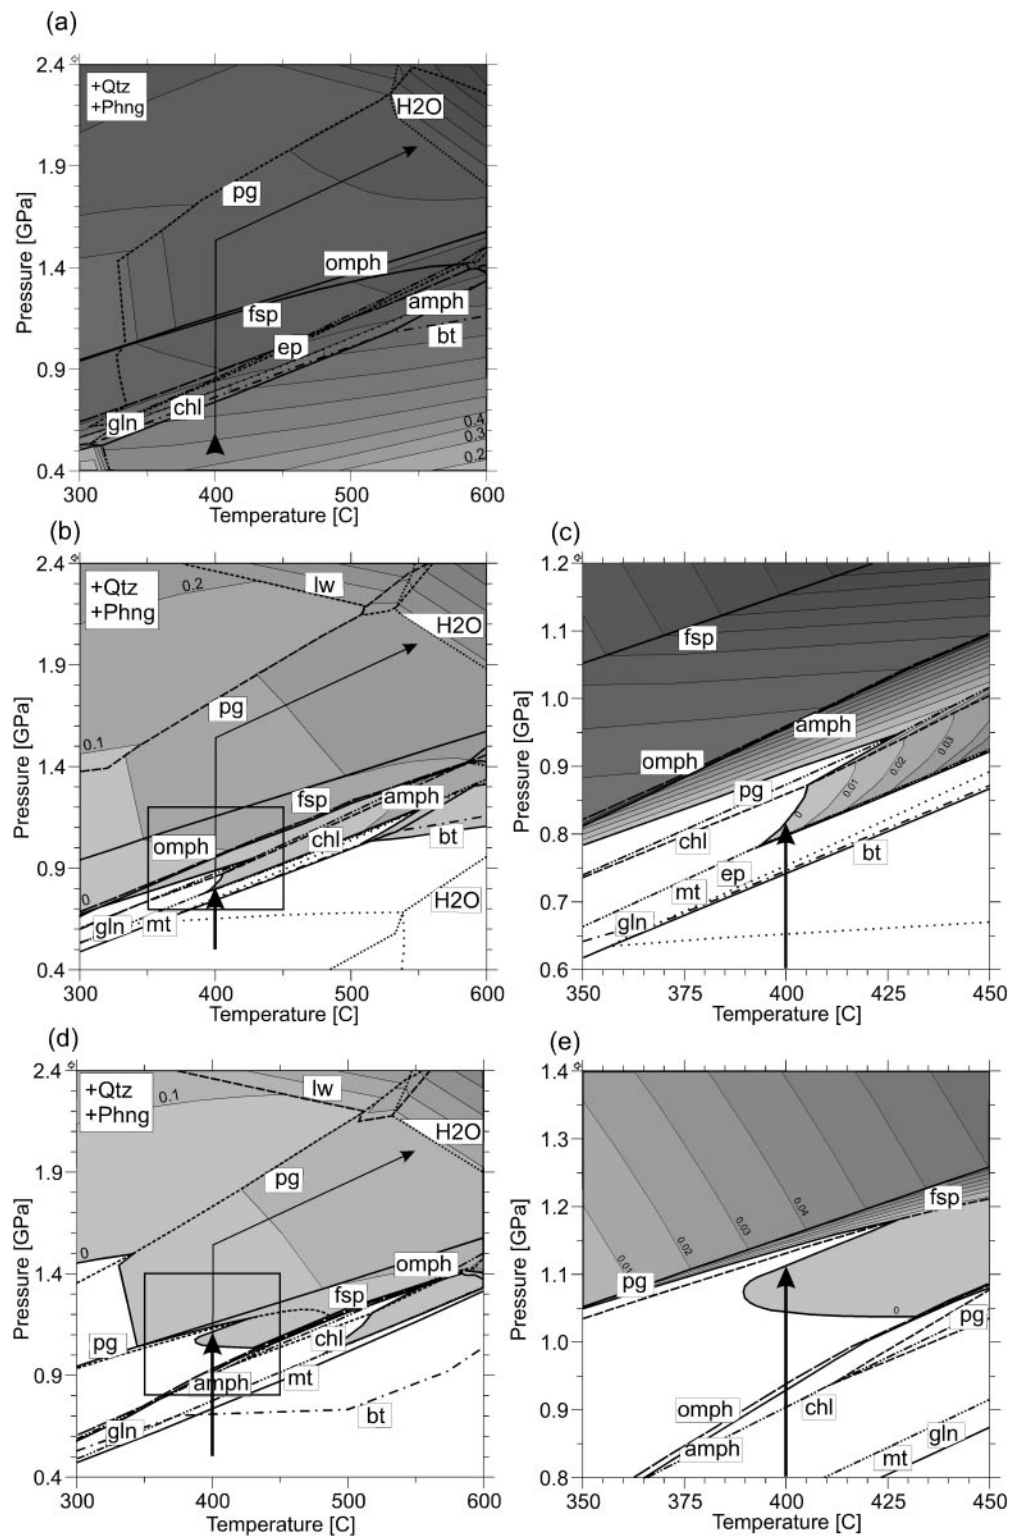 (a)
2.4
+Qtz
+Phng
H2O
1.9
pg
Pressure [GPa]
1.4
omph
amph
fsp
ep
bt
0.9
chl
gln
0.4
0.3
0.2
0.4
300
400
500
600
Temperature [C]
(b)
2.4
+Qtz
+Phng
0.2
lw
H2O
1.9
pg
Pressure [GPa]
0.1
1.4
fsp
amph
omph
chl
bt
0.9
0
H2O
gln
mt
0.4
300
400
500
600
Temperature [C]
(c)
1.2
fsp
1.1
Pressure [GPa]
1.0
amph
omph
0.03
0.02
0.01
0.9
pg
0
chl
0.8
bt
ep
mt
0.7
gln
0.6
350
375
400
425
450
Temperature [C]
(d)
2.4
+Qtz
+Phng
0.1
lw
H2O
1.9
pg
Pressure [GPa]
0
1.4
omph
fsp
pg
chl
0.9
amph
mt
gln
bt
0.4
300
400
500
600
Temperature [C]
(e)
1.4
1.3
Pressure [GPa]
0.04
0.03
0.02
0.01
1.2
fsp
pg
1.1
0
pg
1.0
omph
chl
0.9
amph
gln
mt
0.8
350
375
400
425
450
Temperature [C]